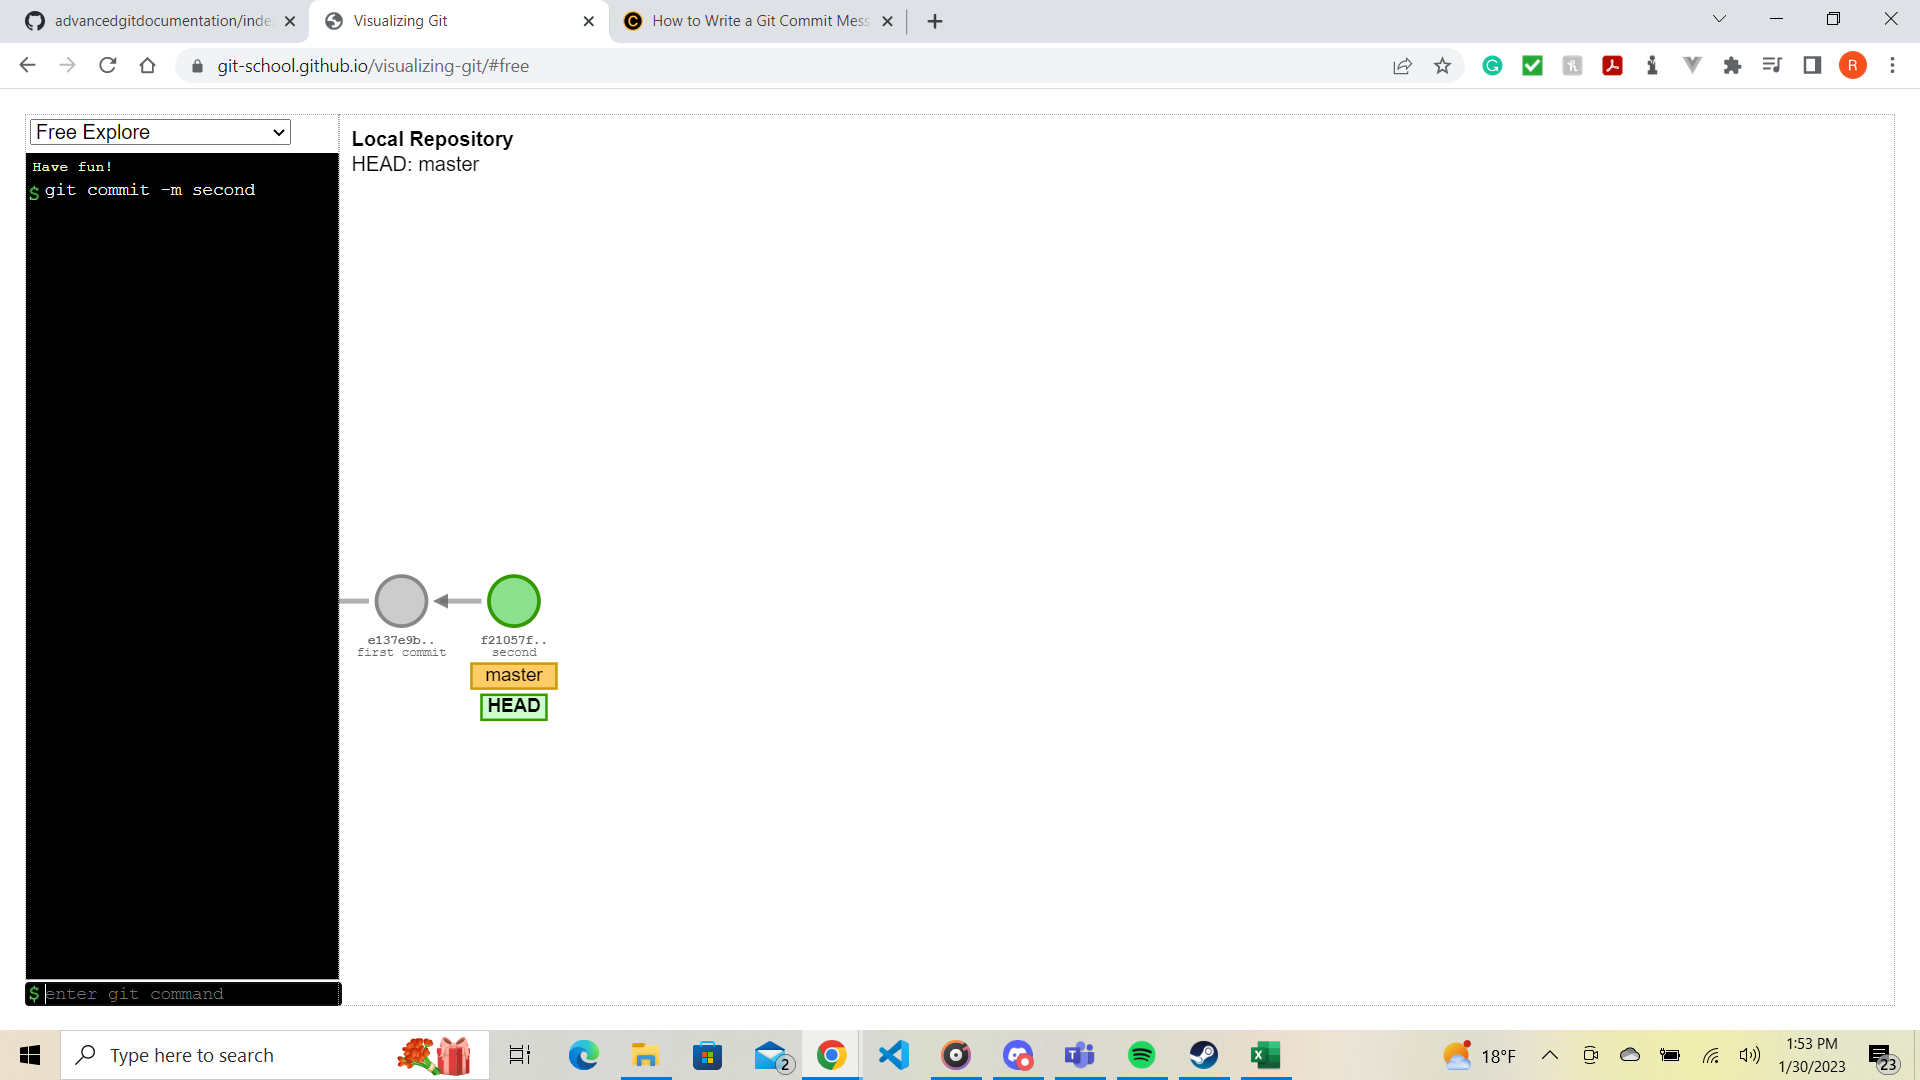 advancedgitdocumentation/inde
Visualizing Git
How to Write a Git Commit Mess
git-school.github.io/visualizing-git/#free
R
Free Explore
Have fun!
$ git commit -m second
Local Repository
HEAD: master
e137e9b..
first commit
f21057f..
second
master
HEAD
$ enter git command
Type here to search
2
18°F
1:53 PM
1/30/2023
23